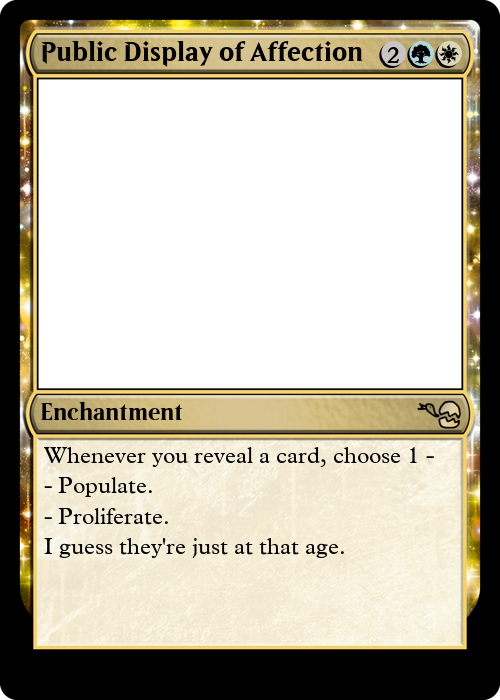 Public Display of Affection 2
Enchantment
Whenever you reveal a card, choose 1 -
- Populate.
- Proliferate.
I guess they're just at that age.